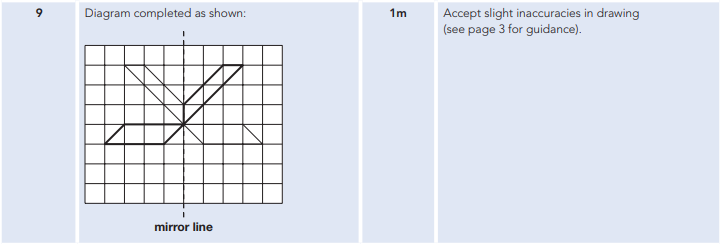 9
Diagram completed as shown:
mirror line
1m
Accept slight inaccuracies in drawing
(see page 3 for guidance).